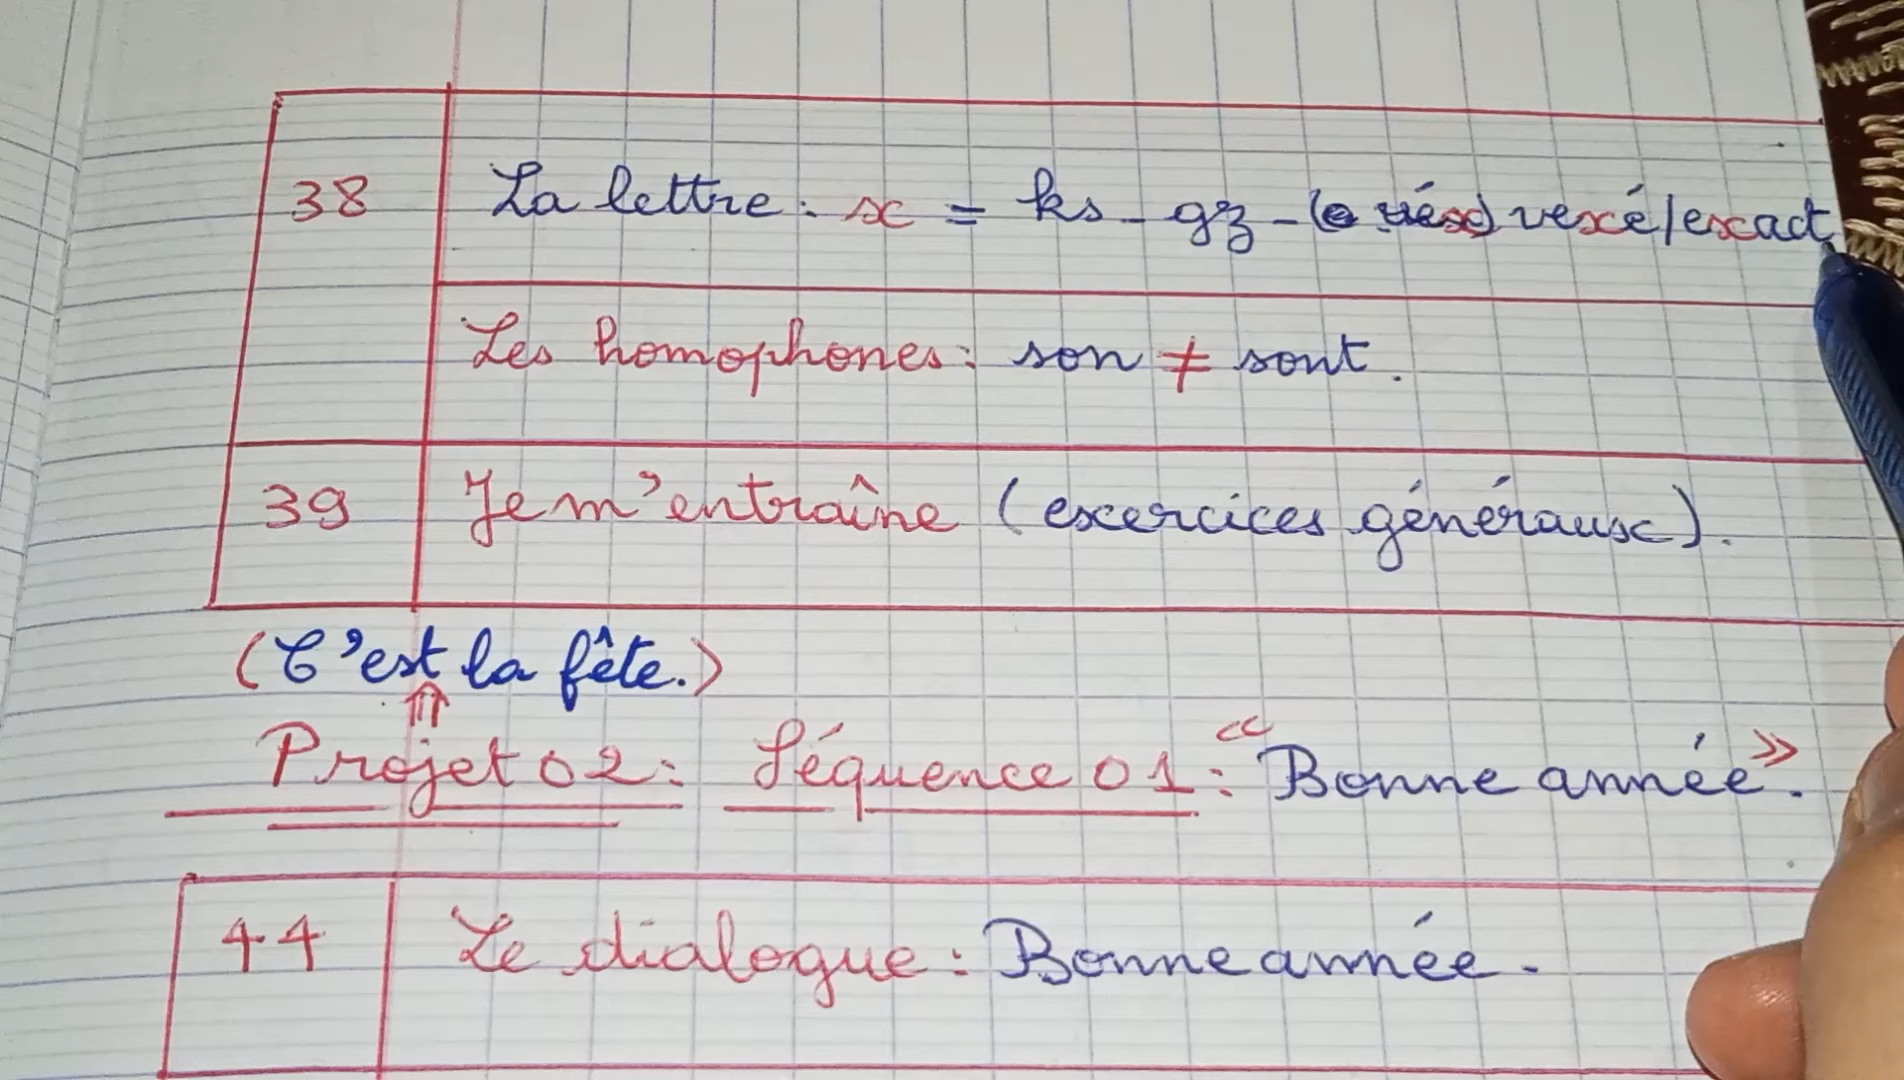 38 La lettre : x = ks - gz - vexé/exact
Les homophones : son ≠ sont.
39 Je m'entraîne (exercices généraux).
(C'est la fête.)
⇑
Projet 02 : Séquence 01 : « Bonne année ».
44 Le dialogue : Bonne année.